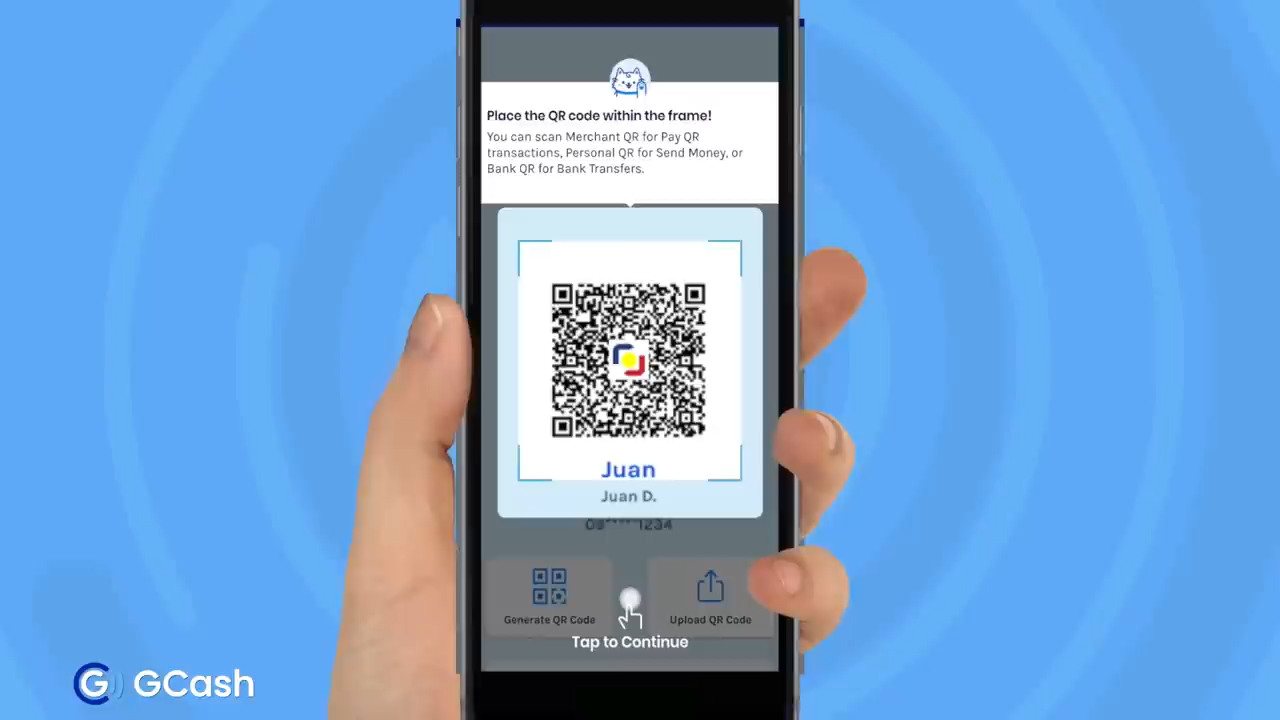 Place the QR code within the frame!
You can scan Merchant QR for Pay QR
transactions, Personal QR for Send Money, or
Bank QR for Bank Transfers.
Juan
Juan D.
09*****1234
Generate QR Code
Upload QR Code
Tap to Continue
GCash